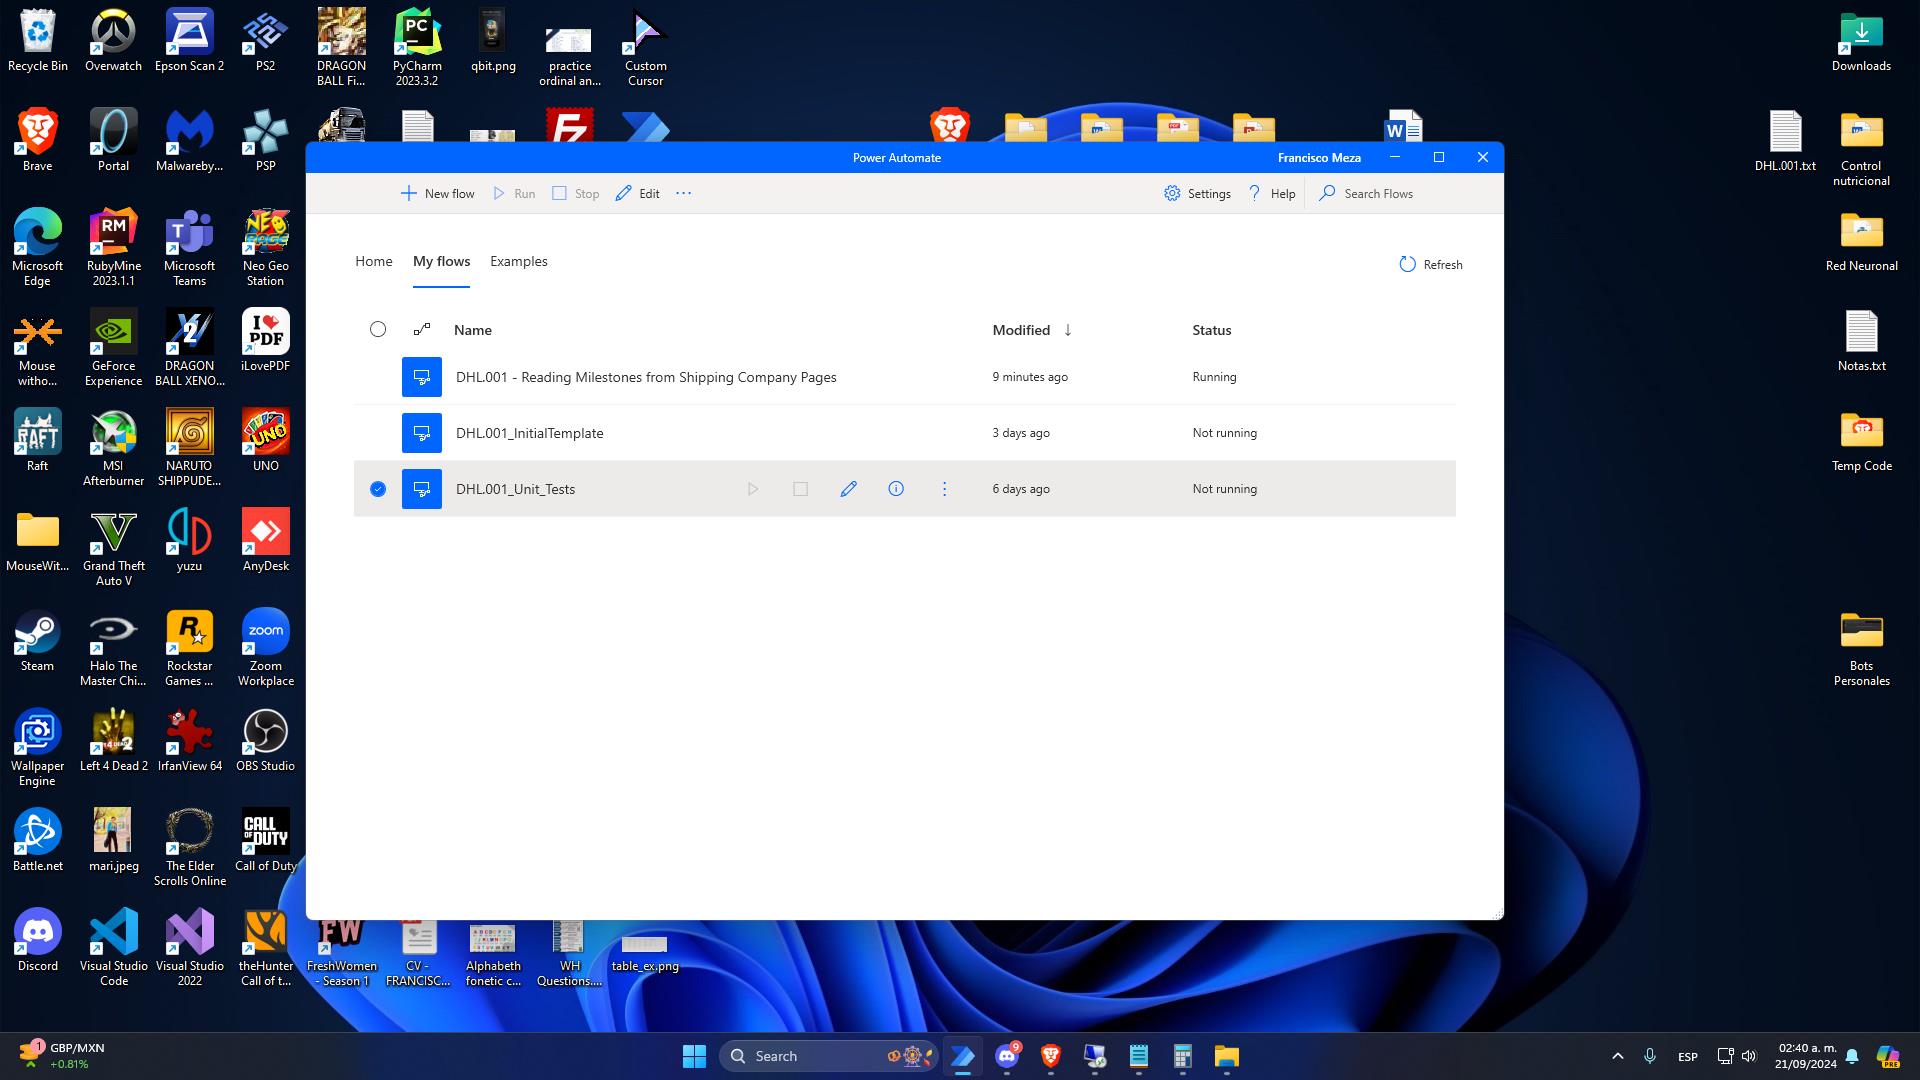 Power Automate
Francisco Meza
New flow
Run
Stop
Edit
Settings
Help
Search Flows
Home
My flows
Examples
Refresh
Name
Modified
Status
DHL.001 - Reading Milestones from Shipping Company Pages
9 minutes ago
Running
DHL.001_InitialTemplate
3 days ago
Not running
DHL.001_Unit_Tests
6 days ago
Not running
Recycle Bin
Overwatch
Epson Scan 2
PS2
DRAGON
BALL Fi...
PyCharm
2023.3.2
qbit.png
practice
ordinal an...
Custom
Cursor
Downloads
Brave
Portal
Malwareby...
PSP
DHL.001.txt
Control
nutricional
Microsoft
Edge
RubyMine
2023.1.1
Microsoft
Teams
Neo Geo
Station
Red Neuronal
Mouse
witho...
GeForce
Experience
DRAGON
BALL XENO...
iLovePDF
Notas.txt
Raft
MSI
Afterburner
NARUTO
SHIPPUDE...
UNO
Temp Code
MouseWit...
Grand Theft
Auto V
yuzu
AnyDesk
Steam
Halo The
Master Chi...
Rockstar
Games ...
Zoom
Workplace
Bots
Personales
Wallpaper
Engine
Left 4 Dead 2
IrfanView 64
OBS Studio
Battle.net
mari.jpeg
The Elder
Scrolls Online
Call of Duty
Discord
Visual Studio
Code
Visual Studio
2022
theHunter
Call of t...
FreshWomen
- Season 1
CV -
FRANCISC...
Alphabeth
fonetic c...
WH
Questions....
table_ex.png
1
GBP/MXN
+0.81%
Search
9
ESP
02:40 a. m.
21/09/2024
PRE